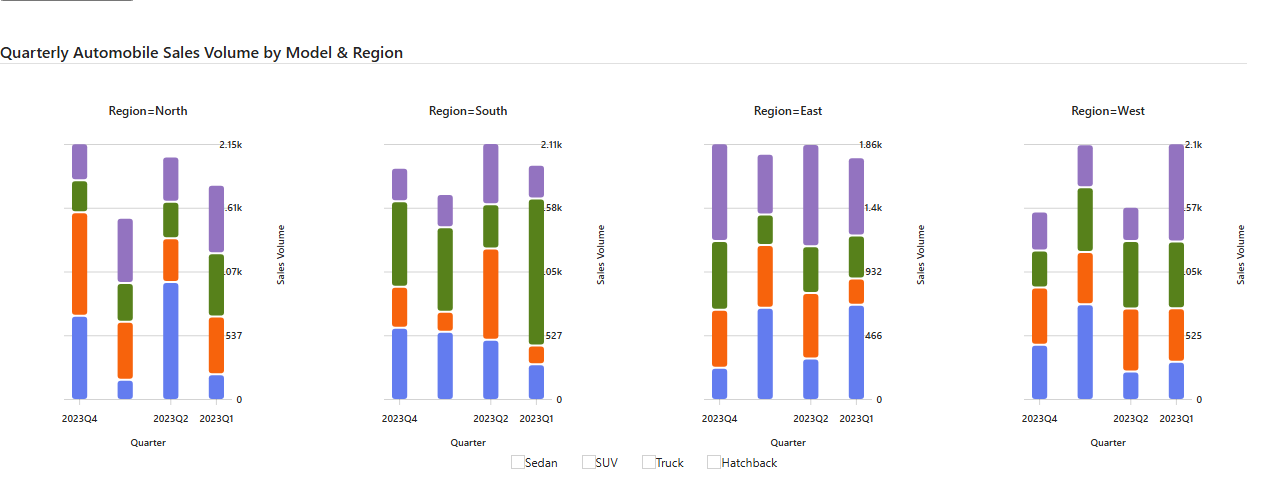 Quarterly Automobile Sales Volume by Model & Region
Region=North
2.15k
.61k
.07k
537
0
Sales Volume
2023Q4 2023Q2 2023Q1
Quarter
Region=South
2.11k
.58k
.05k
527
0
Sales Volume
2023Q4 2023Q2 2023Q1
Quarter
Region=East
1.86k
1.4k
932
466
0
Sales Volume
2023Q4 2023Q2 2023Q1
Quarter
Region=West
2.1k
.57k
.05k
525
0
Sales Volume
2023Q4 2023Q2 2023Q1
Quarter
Sedan SUV Truck Hatchback